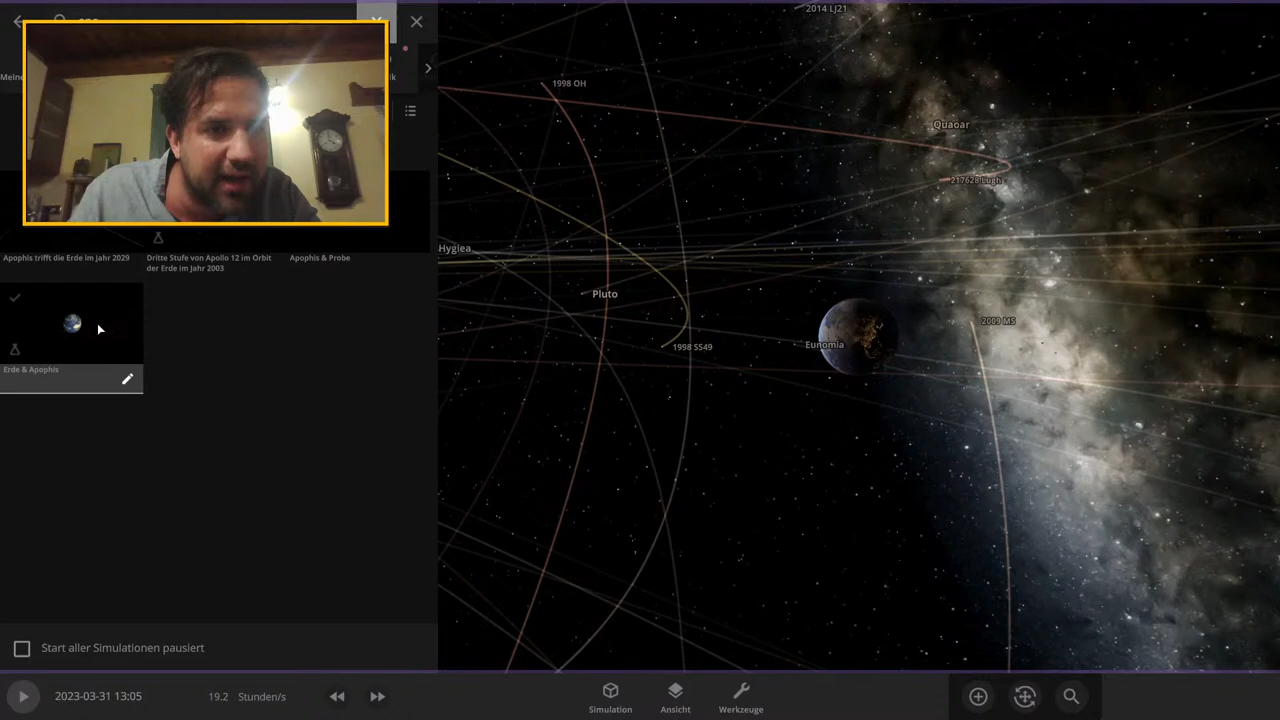 2014 LJ21
Meine
1998 OH
Quaoar
217628 Lugh
Hygiea
Apophis trifft die Erde im Jahr 2029
Dritte Stufe von Apollo 12 im Orbit
der Erde im Jahr 2003
Apophis & Probe
Pluto
2009 M5
Eunomia
1998 SS49
Erde & Apophis
Start aller Simulationen pausiert
2023-03-31 13:05
19.2 Stunden/s
Simulation
Ansicht
Werkzeuge